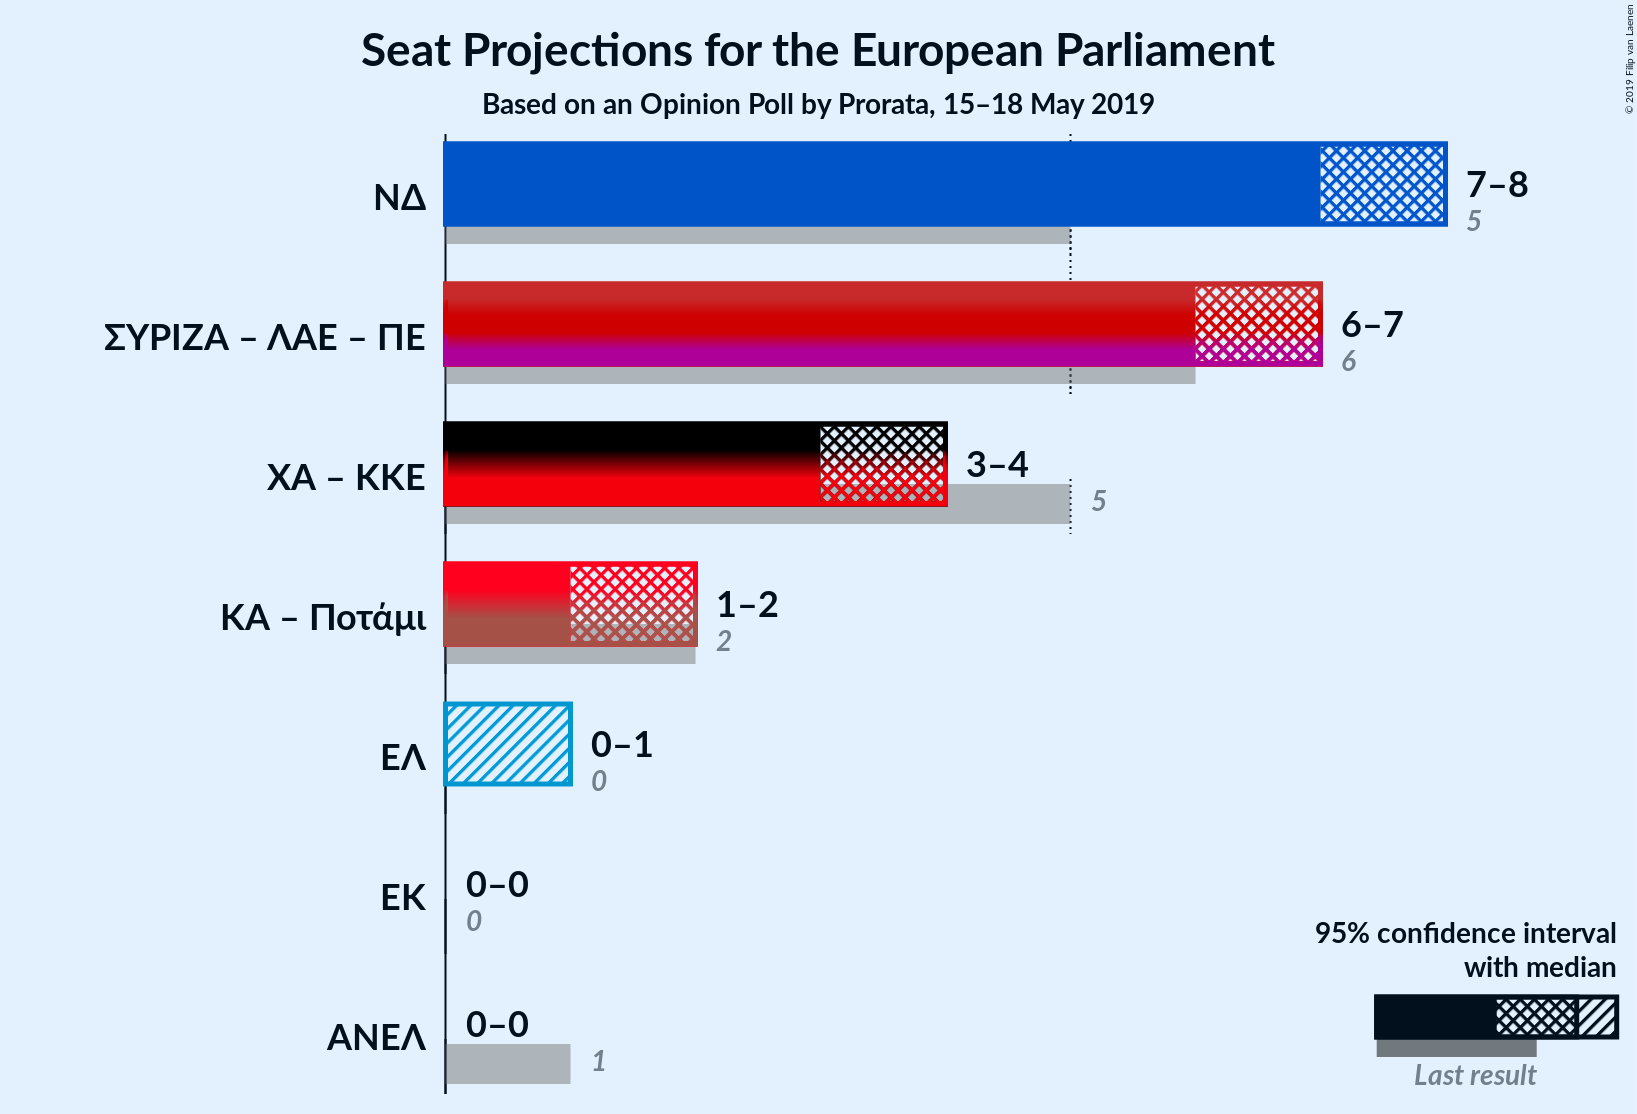 Seat Projections for the European Parliament
Based on an Opinion Poll by Prorata, 15–18 May 2019
© 2019 Filip van Laenen
ΝΔ
7–8
5
ΣΥΡΙΖΑ – ΛΑΕ – ΠΕ
6–7
6
ΧΑ – ΚΚΕ
3–4
5
ΚΑ – Ποτάμι
1–2
2
ΕΛ
0–1
0
ΕΚ
0–0
0
ΑΝΕΛ
0–0
1
95% confidence interval
with median
Last result